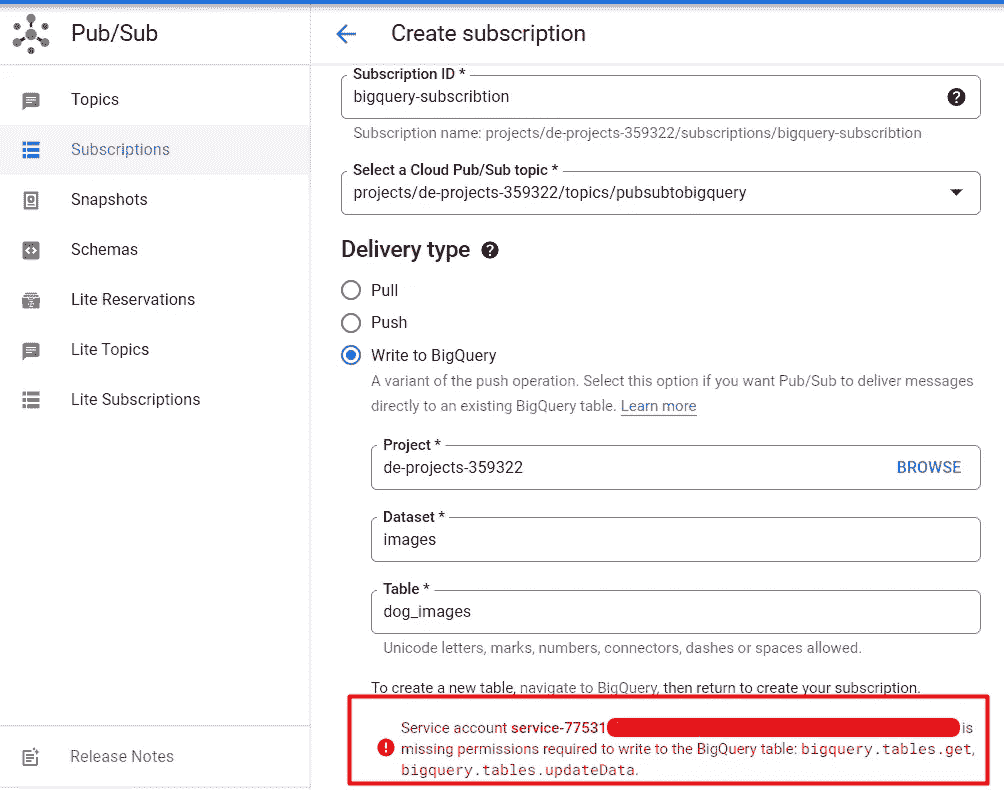 Pub/Sub
Create subscription
Topics
Subscriptions
Snapshots
Schemas
Lite Reservations
Lite Topics
Lite Subscriptions
Release Notes
Subscription ID *
bigquery-subscribtion
Subscription name: projects/de-projects-359322/subscriptions/bigquery-subscribtion
Select a Cloud Pub/Sub topic *
projects/de-projects-359322/topics/pubsubtobigquery
Delivery type
Pull
Push
Write to BigQuery
A variant of the push operation. Select this option if you want Pub/Sub to deliver messages
directly to an existing BigQuery table. Learn more
Project *
de-projects-359322 BROWSE
Dataset *
images
Table *
dog_images
Unicode letters, marks, numbers, connectors, dashes or spaces allowed.
To create a new table, navigate to BigQuery, then return to create your subscription.
Service account service-77531 is
missing permissions required to write to the BigQuery table: bigquery.tables.get,
bigquery.tables.updateData.